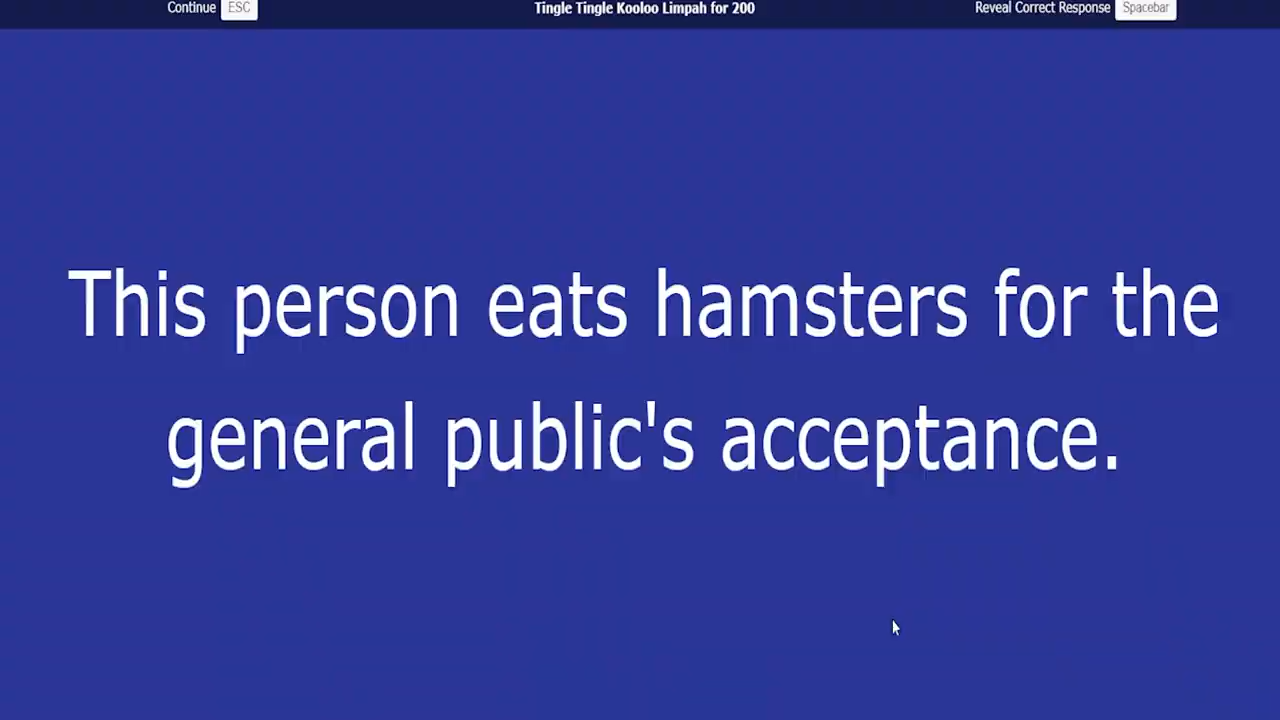 Continue ESC Tingle Tingle Kooloo Limpah for 200 Reveal Correct Response Spacebar
This person eats hamsters for the
general public's acceptance.